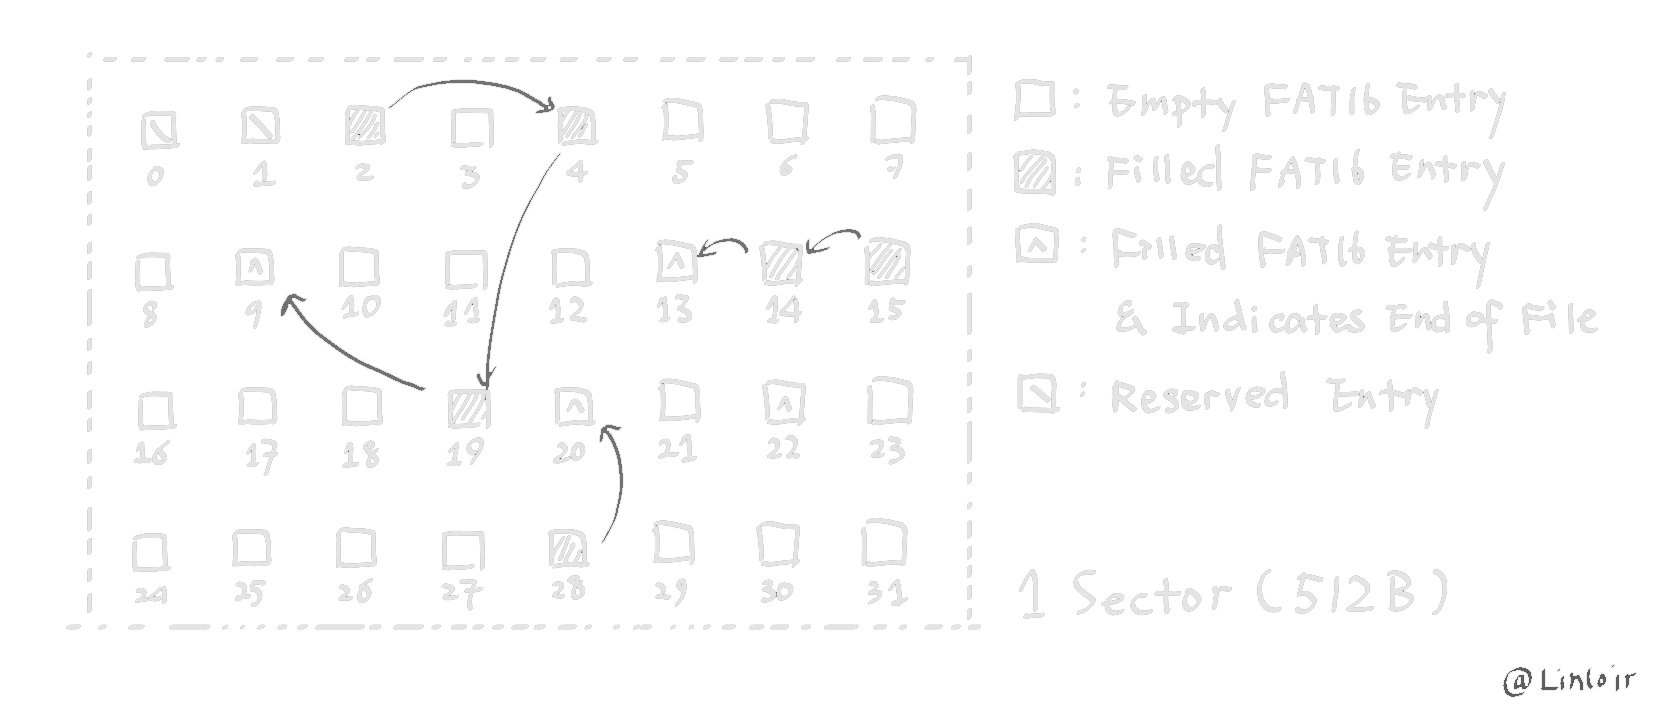 □ : Empty FAT16 Entry
: Filled FAT16 Entry
: Filled FAT16 Entry
& Indicates End of File
: Reserved Entry
0 1 2 3 4 5 6 7
8 9 10 11 12 13 14 15
16 17 18 19 20 21 22 23
24 25 26 27 28 29 30 31
1 Sector (512B)
@Linloir